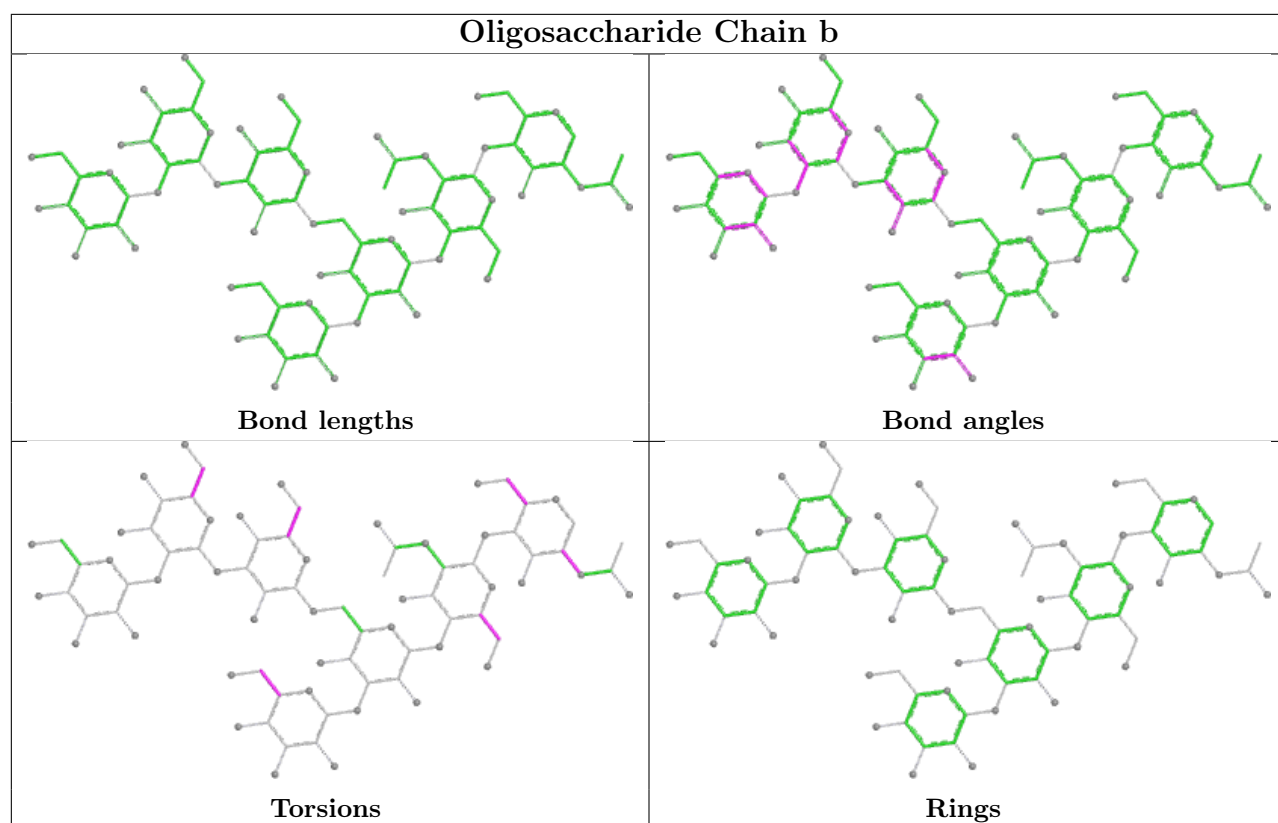 Oligosaccharide Chain b
Bond lengths
Bond angles
Torsions
Rings